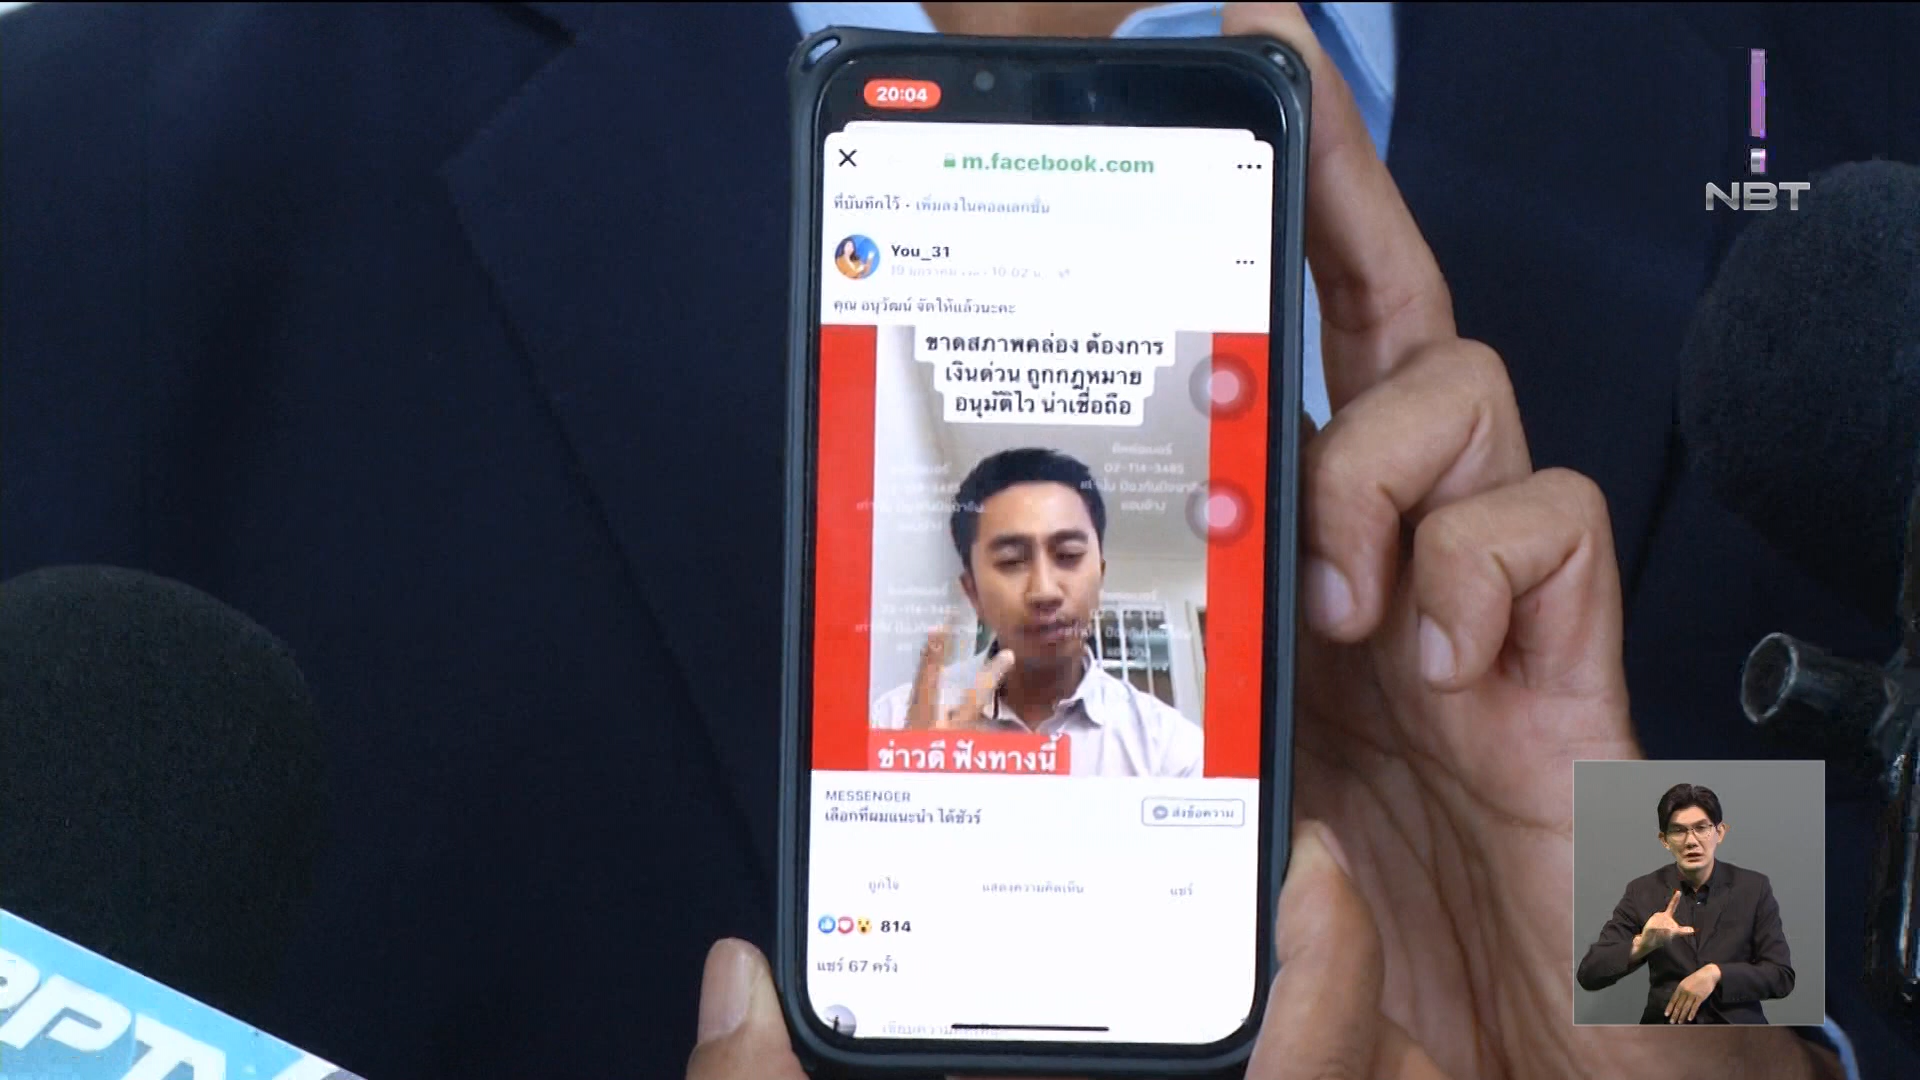 20:04
m.facebook.com
NBT
ที่บันทึกไว้ · เพิ่มลงในคอลเลกชั่น
You_31
คุณ อนุวัฒน์ จัดให้แล้วนะคะ
ขาดสภาพคล่อง ต้องการ
เงินด่วน ถูกกฎหมาย
อนุมัติไว น่าเชื่อถือ
02-114-3485
ข่าวดี ฟังทางนี้
MESSENGER
เลือกที่ผมแนะนำ ได้ชัวร์
ส่งข้อความ
ถูกใจ
แสดงความคิดเห็น
แชร์
814
แชร์ 67 ครั้ง